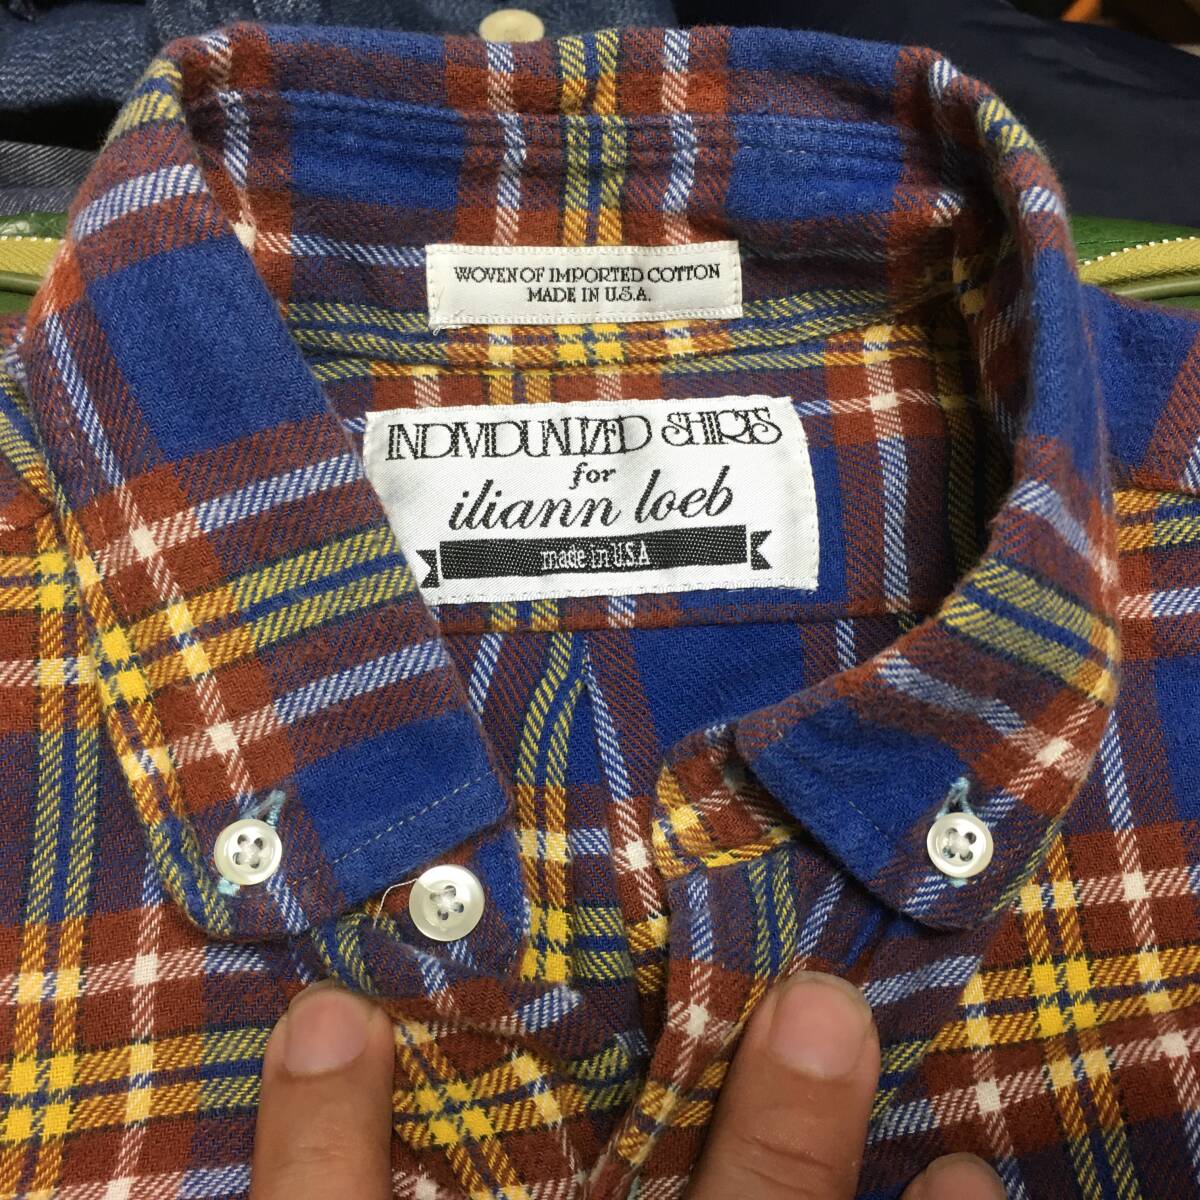 WOVEN OF IMPORTED COTTON
MADE IN U.S.A.
INDIVIDUALIZED SHIRTS
for
iliann loeb
made in U.S.A